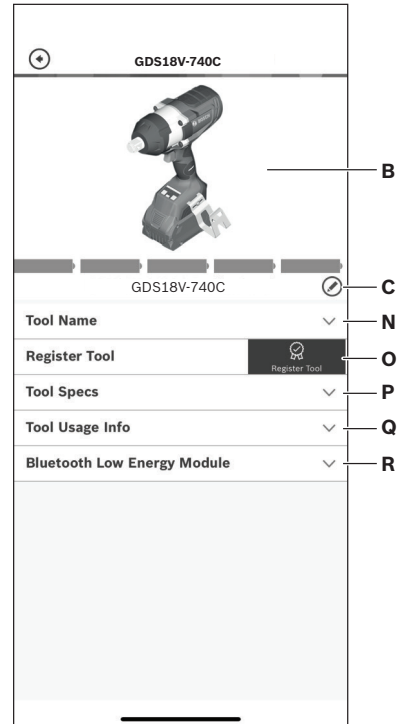 GDS18V-740C
BOSCH
B
GDS18V-740C
C
Tool Name
N
Register Tool
Register Tool
O
Tool Specs
P
Tool Usage Info
Q
Bluetooth Low Energy Module
R